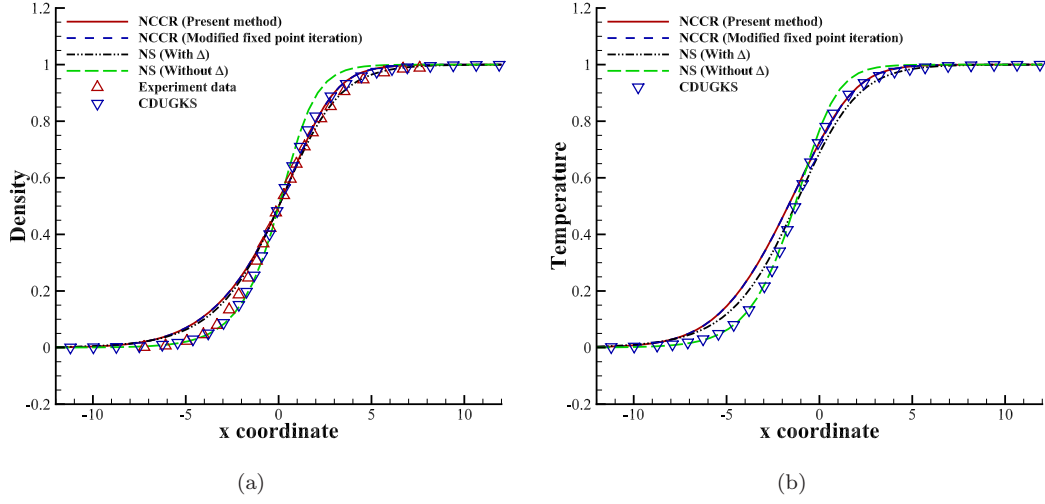 1.2
1
0.8
0.6
0.4
0.2
0
-0.2
Density
NCCR (Present method)
NCCR (Modified fixed point iteration)
NS (With Δ)
NS (Without Δ)
Experiment data
CDUGKS
-10
-5
0
5
10
x coordinate
(a)
1.2
1
0.8
0.6
0.4
0.2
0
-0.2
Temperature
NCCR (Present method)
NCCR (Modified fixed point iteration)
NS (With Δ)
NS (Without Δ)
CDUGKS
-10
-5
0
5
10
x coordinate
(b)